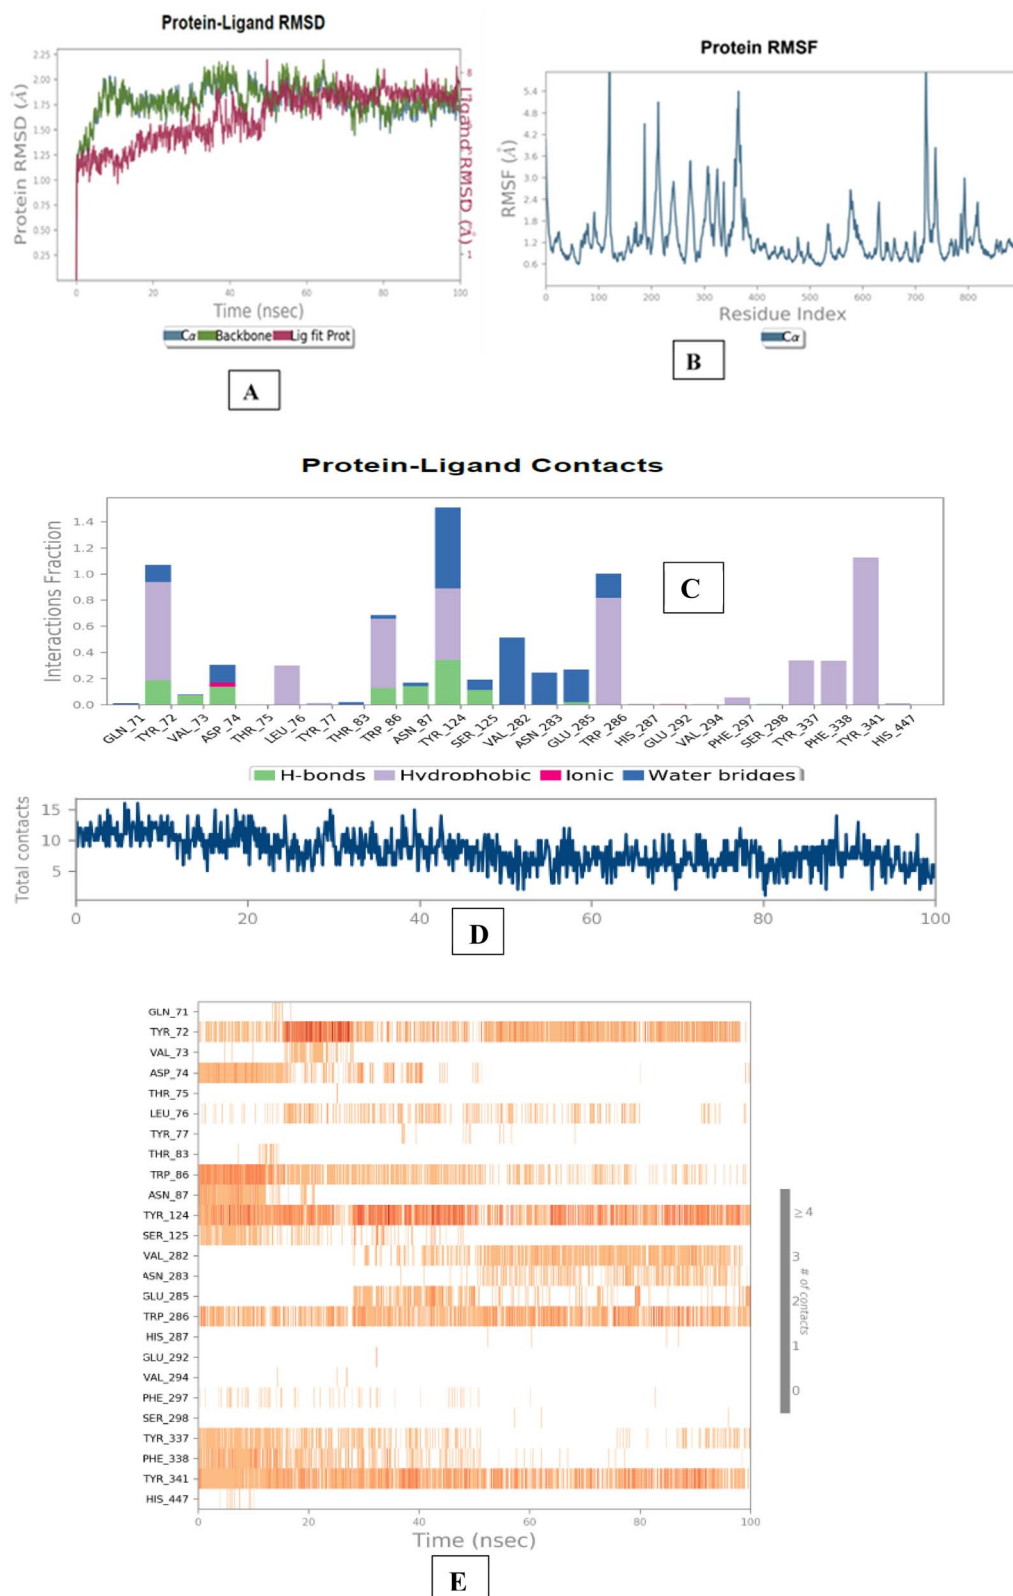 Protein-Ligand RMSD
2.25
2.00
1.75
1.50
1.25
1.00
0.75
0.50
0.25
Protein RMSD (Å)
8
1
Ligand RMSD (Å)
0 20 40 60 80 100
Time (nsec)
Cα Backbone Lig fit Prot
A
Protein RMSF
5.4
4.8
4.2
3.6
3.0
2.4
1.8
1.2
0.6
RMSF (Å)
0 100 200 300 400 500 600 700 800
Residue Index
Cα
B
Protein-Ligand Contacts
1.4
1.2
1.0
0.8
0.6
0.4
0.2
0.0
Interactions Fraction
C
GLN_71 TYR_72 VAL_73 ASP_74 THR_75 LEU_76 TYR_77 THR_83 TRP_86 ASN_87 TYR_124 SER_125 VAL_282 ASN_283 GLU_285 TRP_286 HIS_287 GLU_292 VAL_294 PHE_297 SER_298 TYR_337 PHE_338 TYR_341 HIS_447
H-bonds Hydrophobic Ionic Water bridges
15
10
5
Total contacts
0 20 40 60 80 100
D
GLN_71
TYR_72
VAL_73
ASP_74
THR_75
LEU_76
TYR_77
THR_83
TRP_86
ASN_87
TYR_124
SER_125
VAL_282
ASN_283
GLU_285
TRP_286
HIS_287
GLU_292
VAL_294
PHE_297
SER_298
TYR_337
PHE_338
TYR_341
HIS_447
≥4
3
2
1
0
# of contacts
0 20 40 60 80 100
Time (nsec)
E